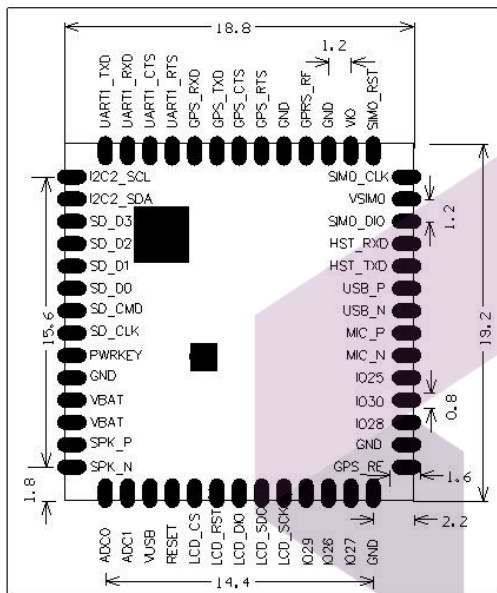 18.8
1.2
UART1_TXD
UART1_RXD
UART1_CTS
UART1_RTS
GPS_RXD
GPS_TXD
GPS_CTS
GPS_RTS
GND
GPRS_RF
GND
VIO
SIM0_RST
I2C2_SCL
I2C2_SDA
SD_D3
SD_D2
SD_D1
SD_D0
SD_CMD
SD_CLK
PWRKEY
GND
VBAT
VBAT
SPK_P
SPK_N
15.6
1.8
SIM0_CLK
VSIM0
SIM0_DIO
HST_RXD
HST_TXD
USB_P
USB_N
MIC_P
MIC_N
IO25
IO30
IO28
GND
GPS_RE
1.2
19.2
0.8
1.6
2.2
ADC0
ADC1
VUSB
RESET
LCD_CS
LCD_RST
LCD_DIO
LCD_SDC
LCD_SCK
IO29
IO26
IO27
GND
14.4